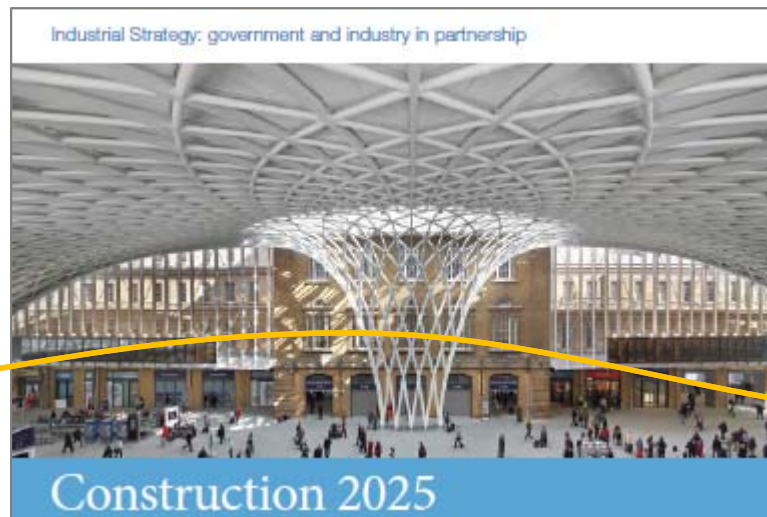 Industrial Strategy: government and industry in partnership
Construction 2025